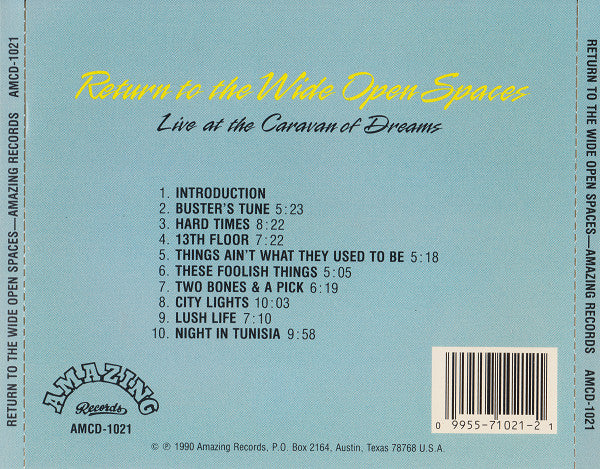 Return to the Wide Open Spaces
Live at the Caravan of Dreams
1. INTRODUCTION
2. BUSTER'S TUNE 5:23
3. HARD TIMES 8:22
4. 13TH FLOOR 7:22
5. THINGS AIN'T WHAT THEY USED TO BE 5:18
6. THESE FOOLISH THINGS 5:05
7. TWO BONES & A PICK 6:19
8. CITY LIGHTS 10:03
9. LUSH LIFE 7:10
10. NIGHT IN TUNISIA 9:58
AMAZING
Records
AMCD-1021
0 9955-71021-2 1
© ℗ 1990 Amazing Records, P.O. Box 2164, Austin, Texas 78768 U.S.A.
RETURN TO THE WIDE OPEN SPACES—AMAZING RECORDS AMCD-1021
RETURN TO THE WIDE OPEN SPACES—AMAZING RECORDS AMCD-1021